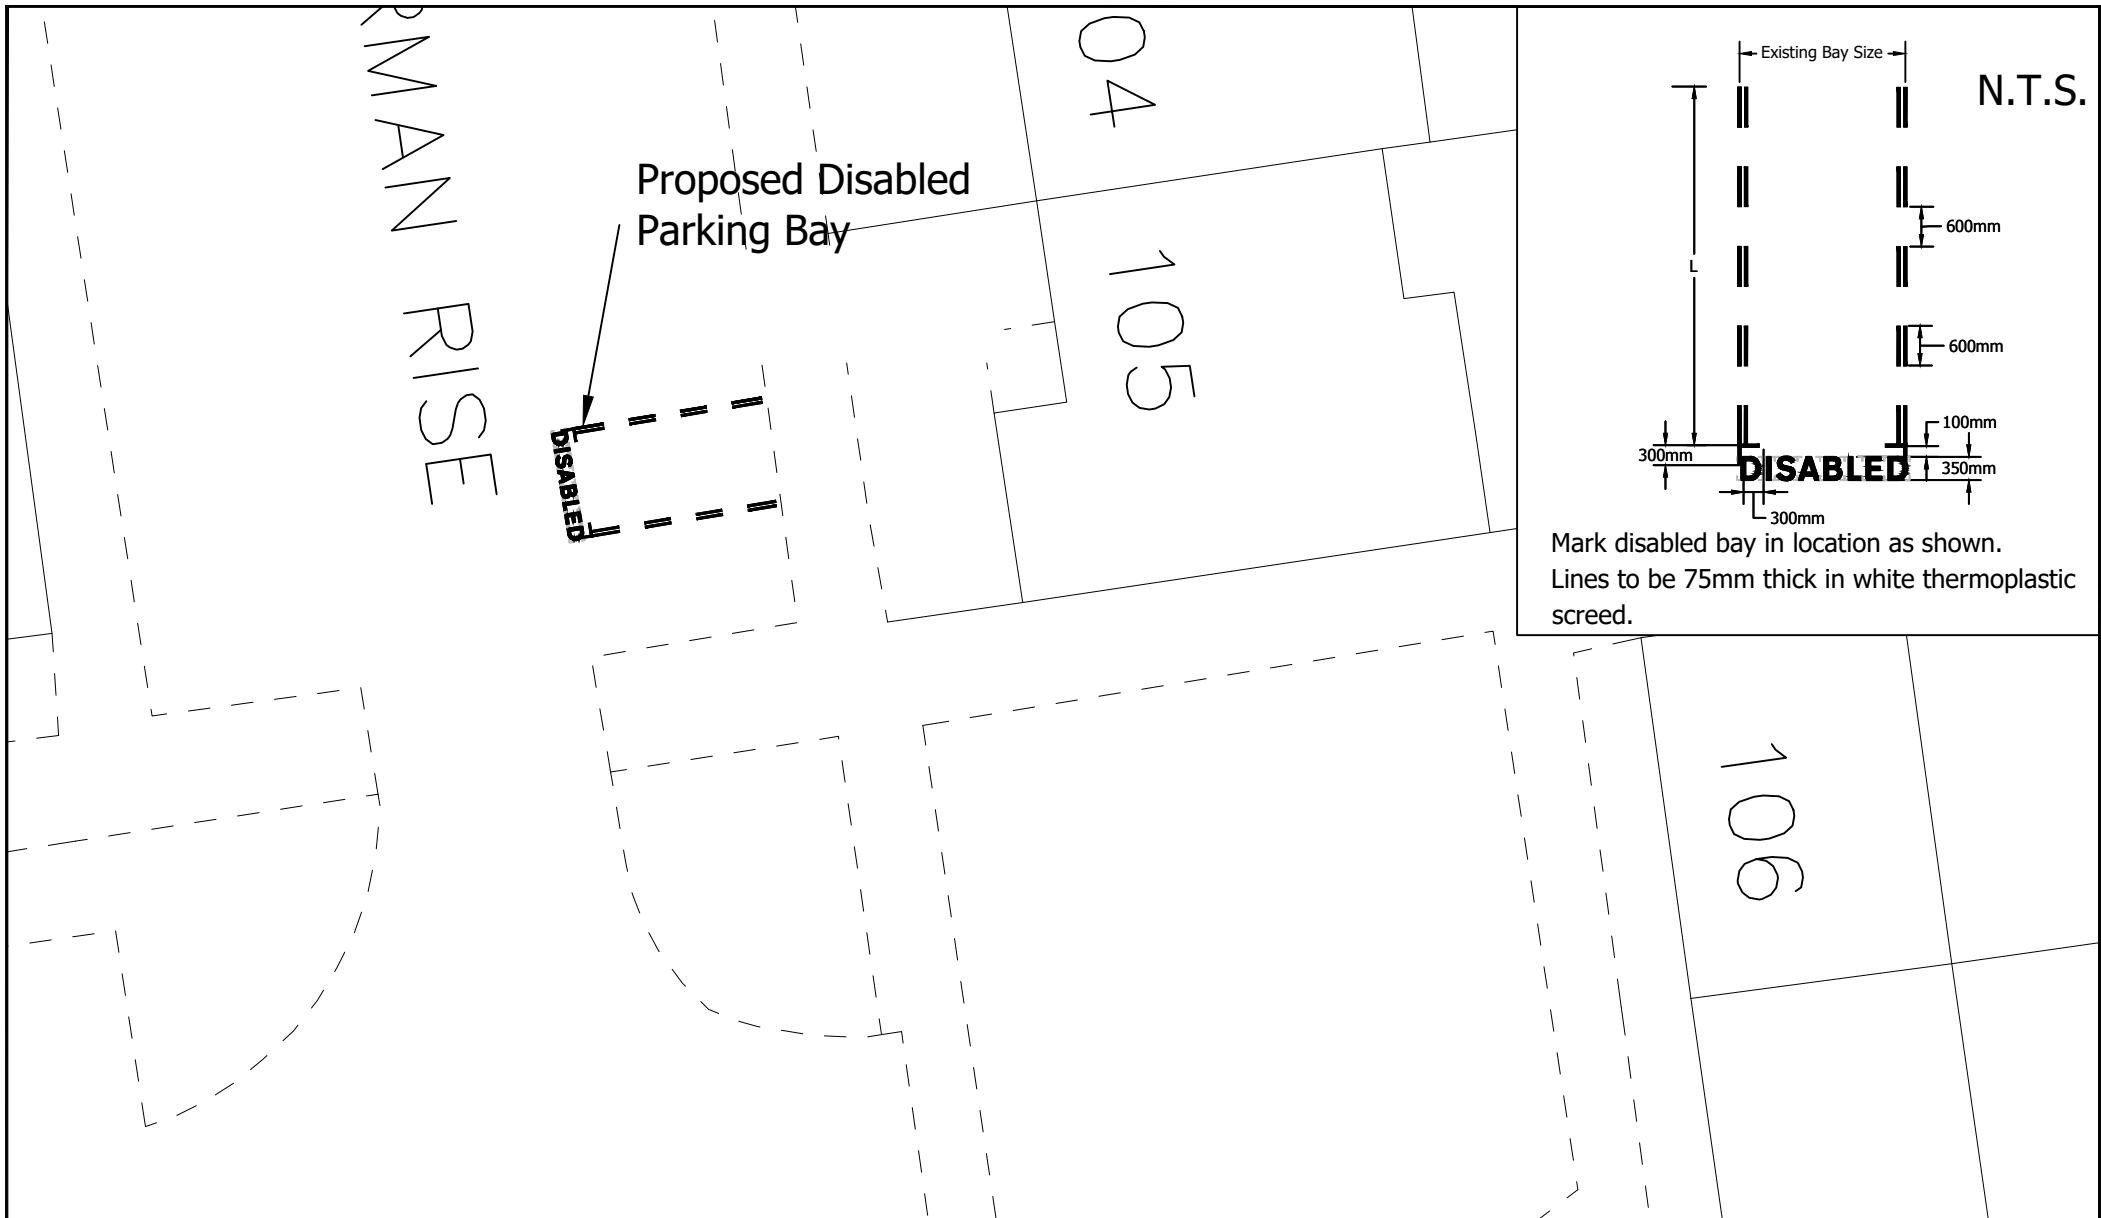 RMAN RISE
Proposed Disabled
Parking Bay
DISABLED
04
105
106
Existing Bay Size
N.T.S.
L
600mm
600mm
100mm
300mm
350mm
DISABLED
300mm
Mark disabled bay in location as shown.
Lines to be 75mm thick in white thermoplastic
screed.